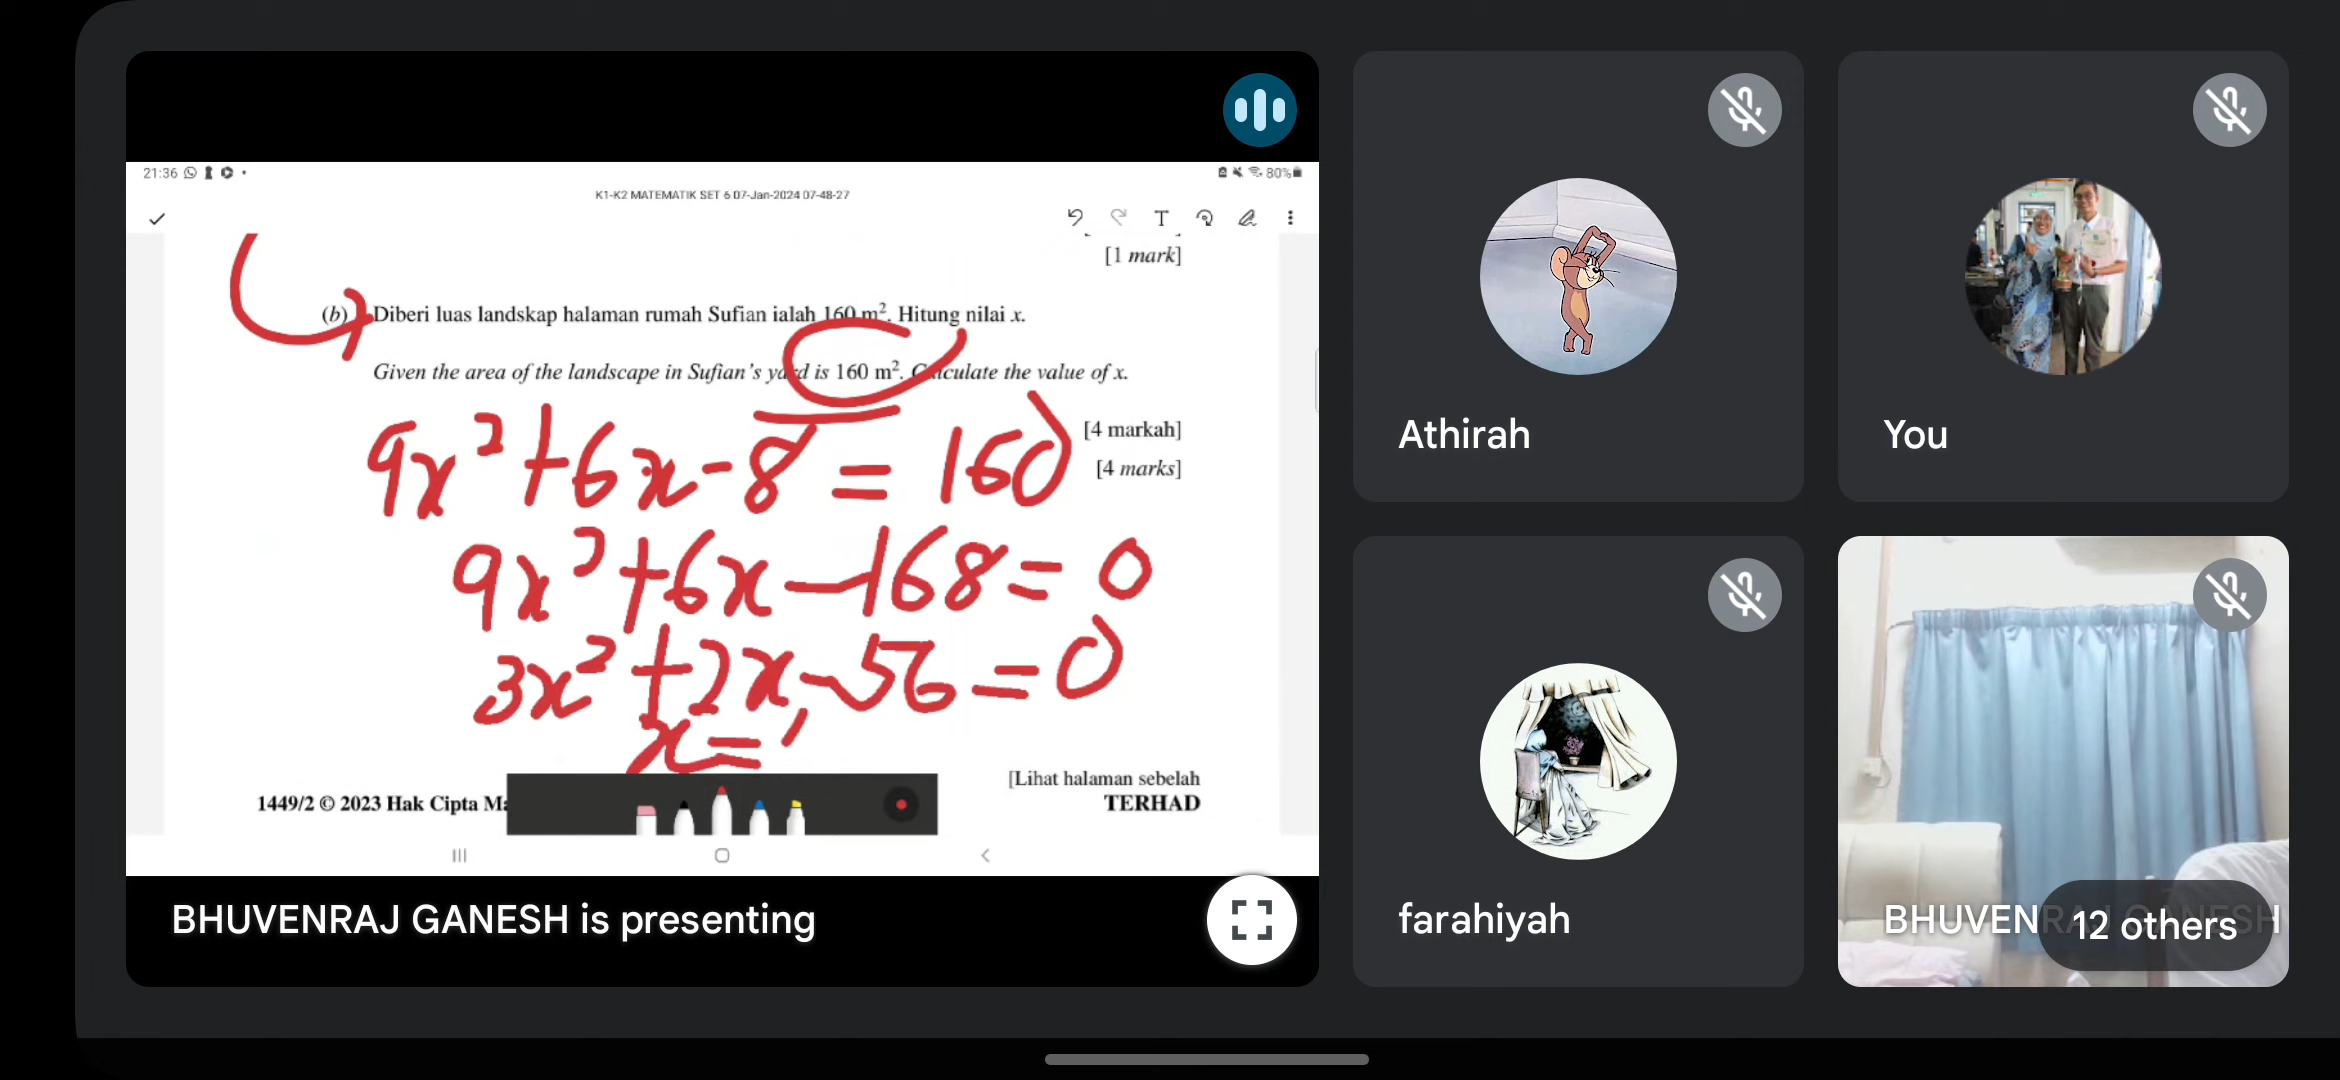 21:36
80%
K1-K2 MATEMATIK SET 6 07-Jan-2024 07-48-27
T
[1 mark]
(b) Diberi luas landskap halaman rumah Sufian ialah 160 m². Hitung nilai x.
Given the area of the landscape in Sufian's yard is 160 m². Calculate the value of x.
[4 markah]
[4 marks]
9x² + 6x - 8 = 160
9x² + 6x - 168 = 0
3x² + 2x - 56 = 0
x = ,
[Lihat halaman sebelah
1449/2 © 2023 Hak Cipta
TERHAD
BHUVENRAJ GANESH is presenting
Athirah
You
farahiyah
BHUVENRAJ GANESH
12 others